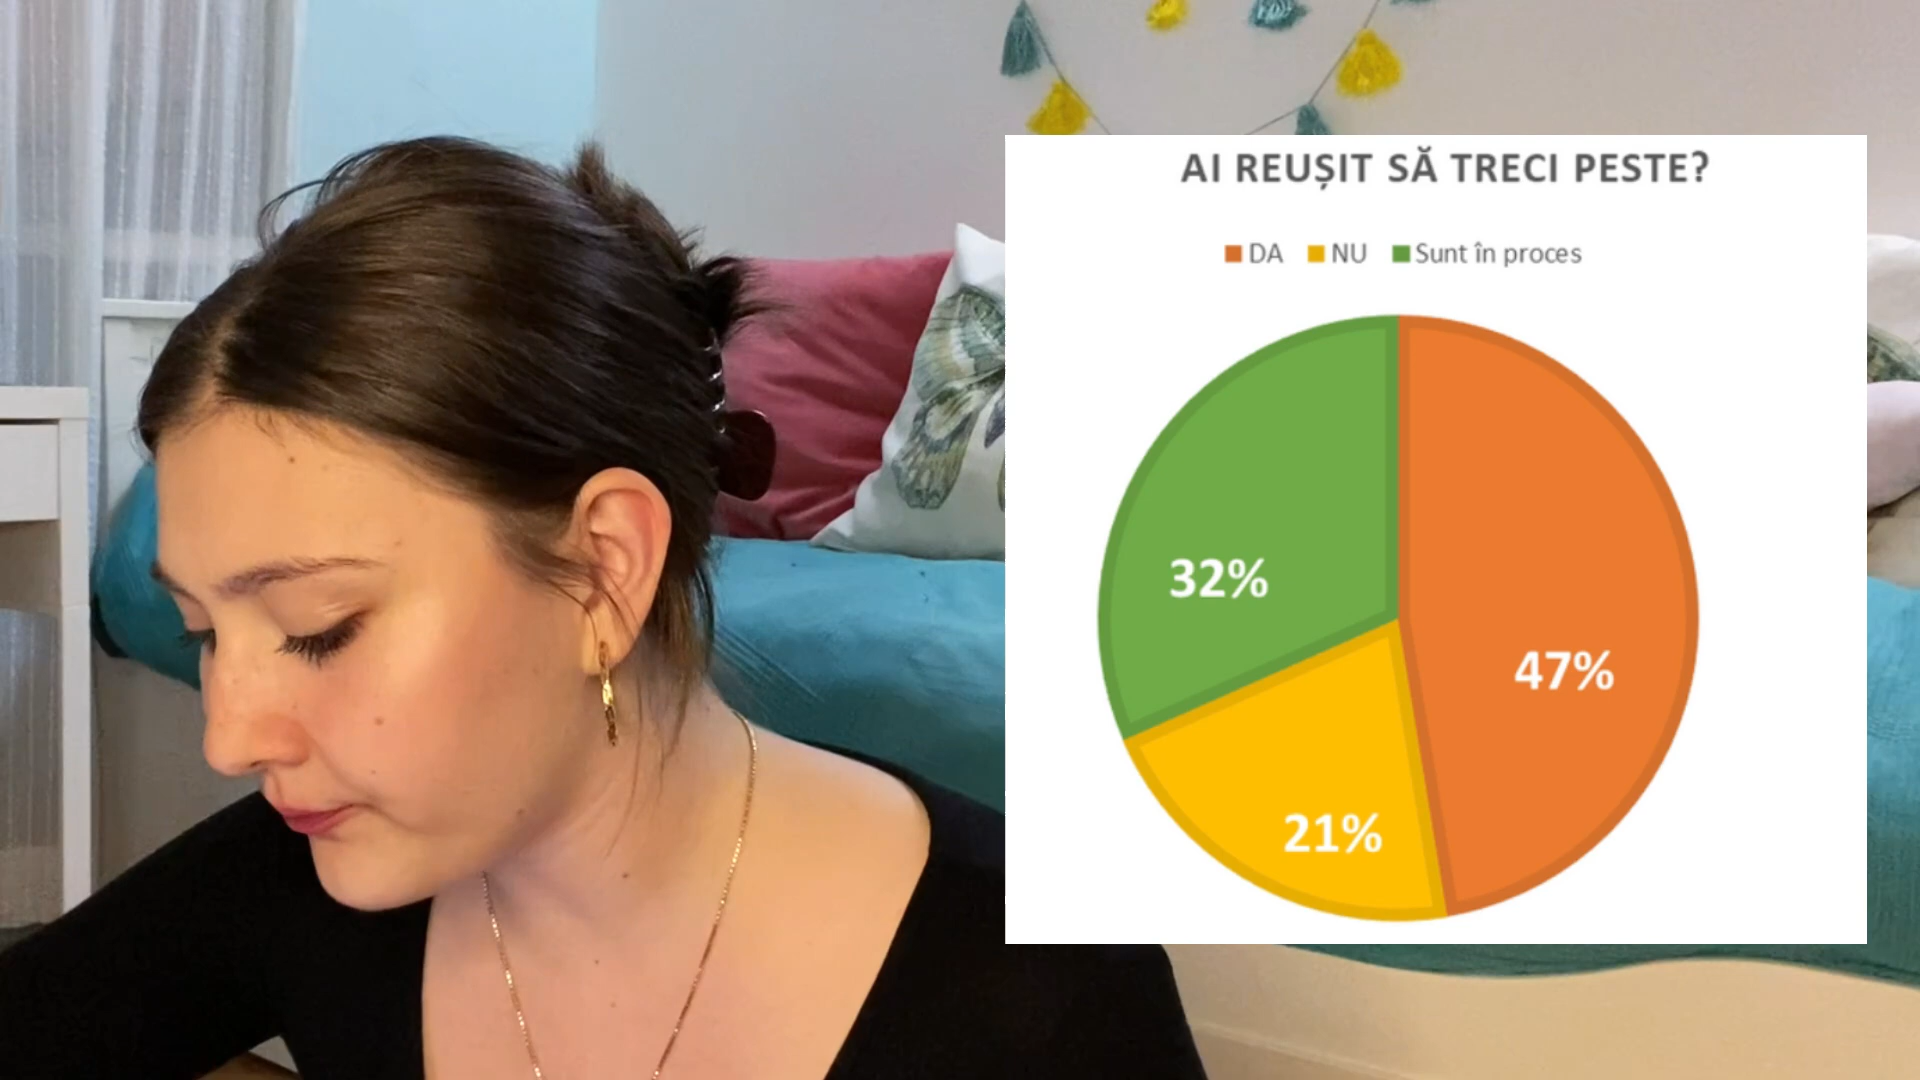 AI REUȘIT SĂ TRECI PESTE?
DA NU Sunt în proces
32%
47%
21%